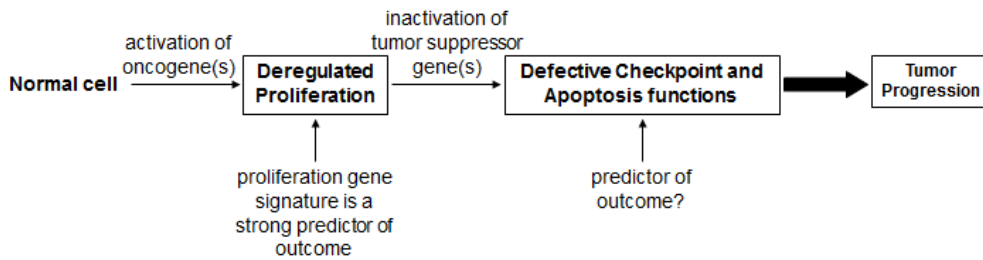 Normal cell
activation of
oncogene(s)
Deregulated
Proliferation
inactivation of
tumor suppressor
gene(s)
Defective Checkpoint and
Apoptosis functions
Tumor
Progression
proliferation gene
signature is a
strong predictor of
outcome
predictor of
outcome?